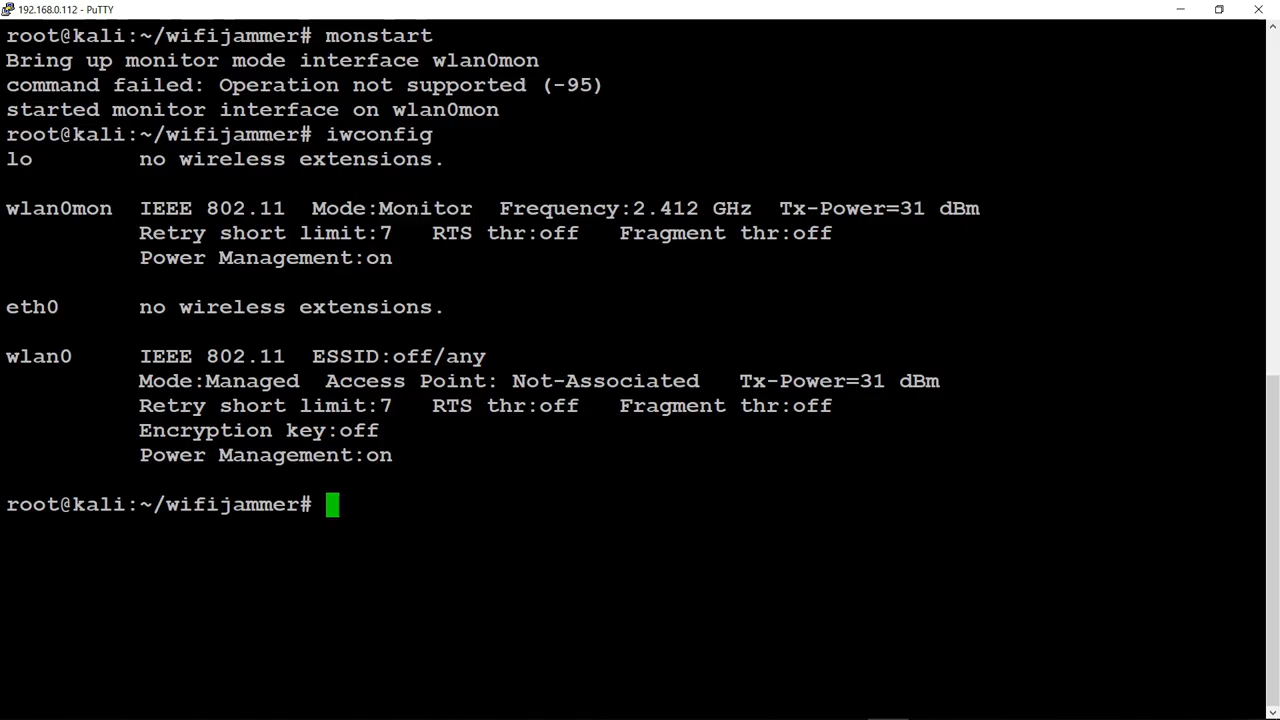 192.168.0.112 - PuTTY
root@kali:~/wifijammer# monstart
Bring up monitor mode interface wlan0mon
command failed: Operation not supported (-95)
started monitor interface on wlan0mon
root@kali:~/wifijammer# iwconfig
lo        no wireless extensions.
wlan0mon  IEEE 802.11  Mode:Monitor  Frequency:2.412 GHz  Tx-Power=31 dBm
          Retry short limit:7   RTS thr:off   Fragment thr:off
          Power Management:on
eth0      no wireless extensions.
wlan0     IEEE 802.11  ESSID:off/any
          Mode:Managed  Access Point: Not-Associated   Tx-Power=31 dBm
          Retry short limit:7   RTS thr:off   Fragment thr:off
          Encryption key:off
          Power Management:on
root@kali:~/wifijammer#